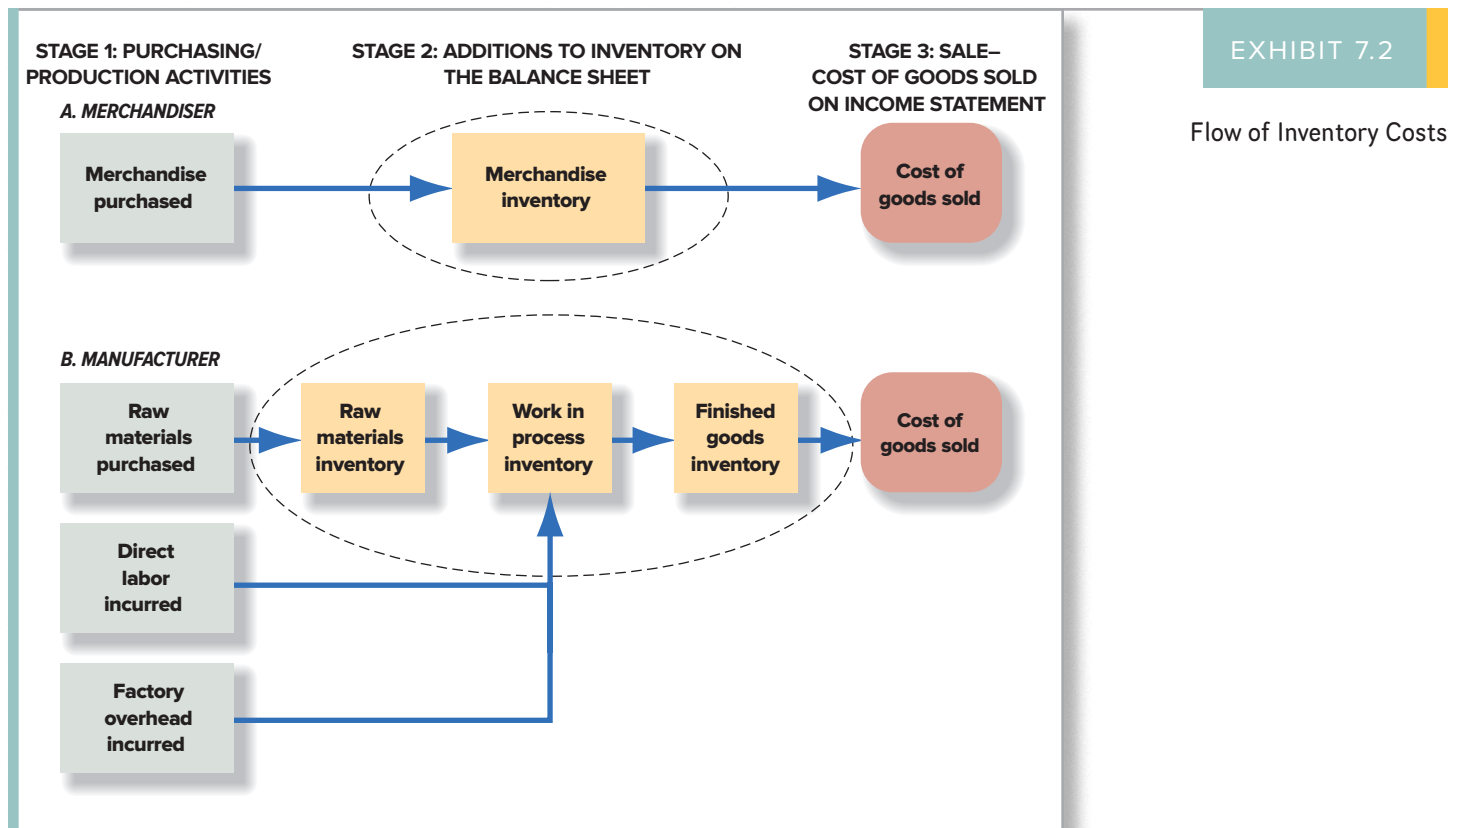 EXHIBIT 7.2
Flow of Inventory Costs
STAGE 1: PURCHASING/
PRODUCTION ACTIVITIES
STAGE 2: ADDITIONS TO INVENTORY ON
THE BALANCE SHEET
STAGE 3: SALE–
COST OF GOODS SOLD
ON INCOME STATEMENT
A. MERCHANDISER
Merchandise
purchased
Merchandise
inventory
Cost of
goods sold
B. MANUFACTURER
Raw
materials
purchased
Raw
materials
inventory
Work in
process
inventory
Finished
goods
inventory
Cost of
goods sold
Direct
labor
incurred
Factory
overhead
incurred